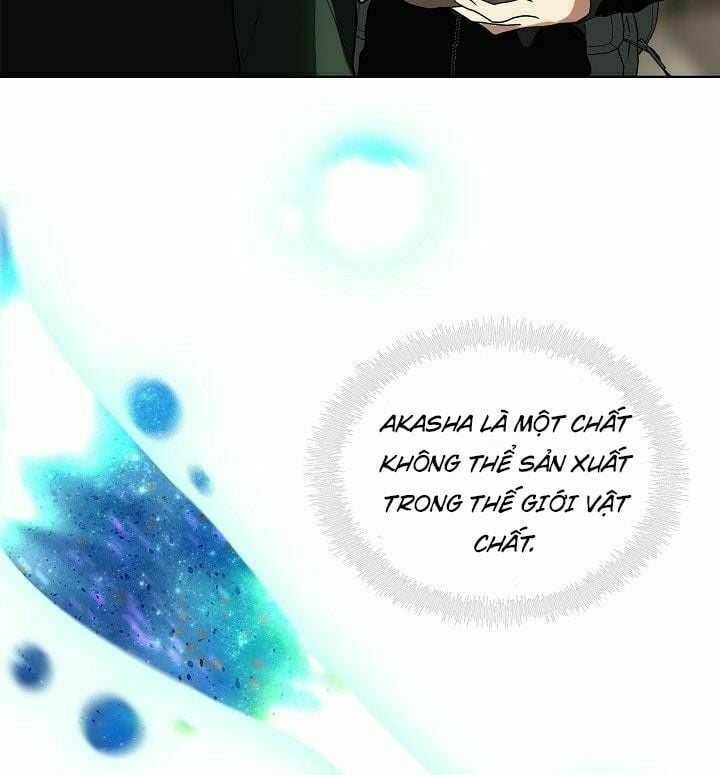 AKASHA LÀ MỘT CHẤT
KHÔNG THỂ SẢN XUẤT
TRONG THẾ GIỚI VẬT
CHẤT.